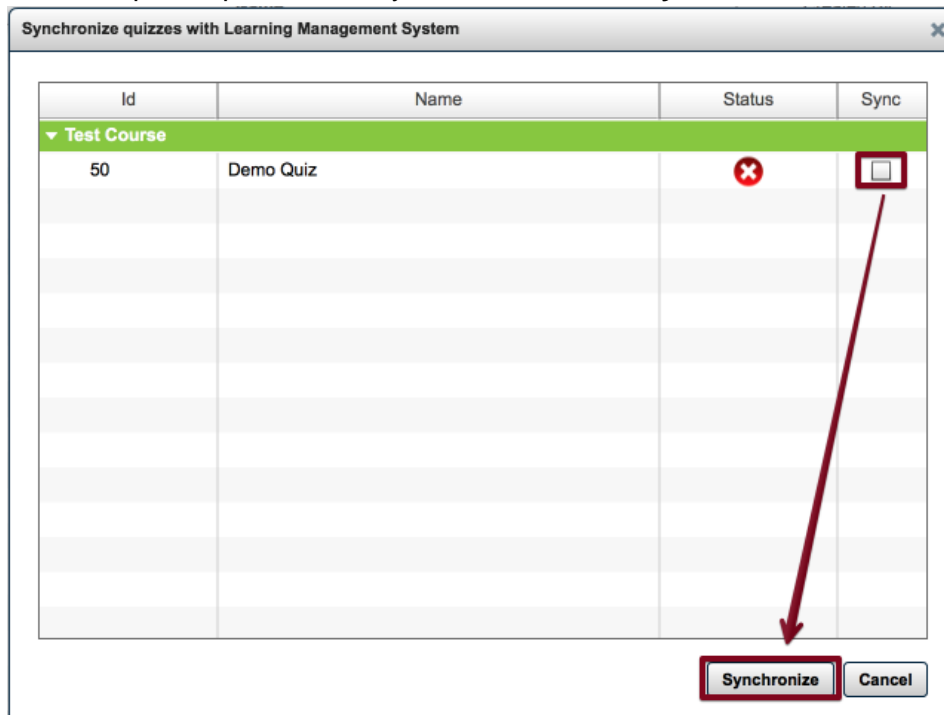 Synchronize quizzes with Learning Management System
Id Name Status Sync
Test Course
50 Demo Quiz
Synchronize Cancel